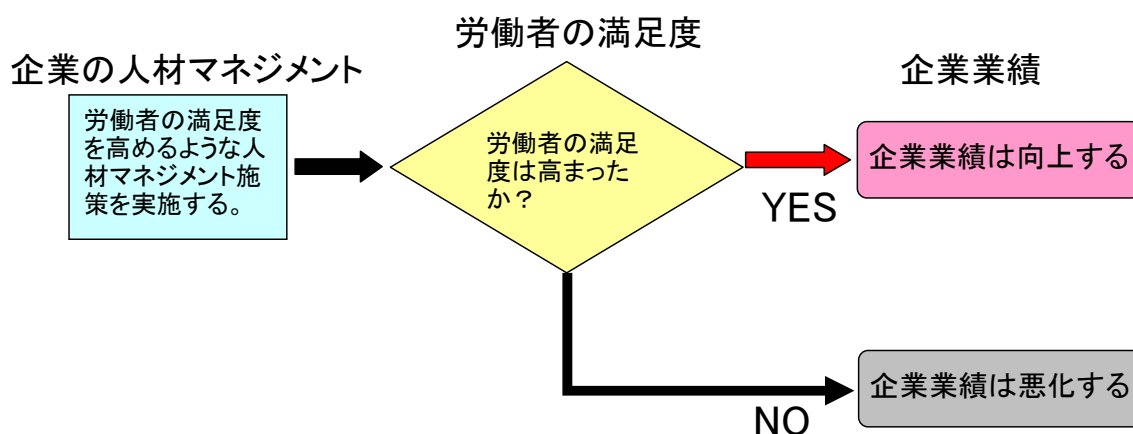 労働者の満足度
企業の人材マネジメント
企業業績
労働者の満足度
を高めるような人
材マネジメント施
策を実施する。
労働者の満足
度は高まった
か？
企業業績は向上する
YES
企業業績は悪化する
NO